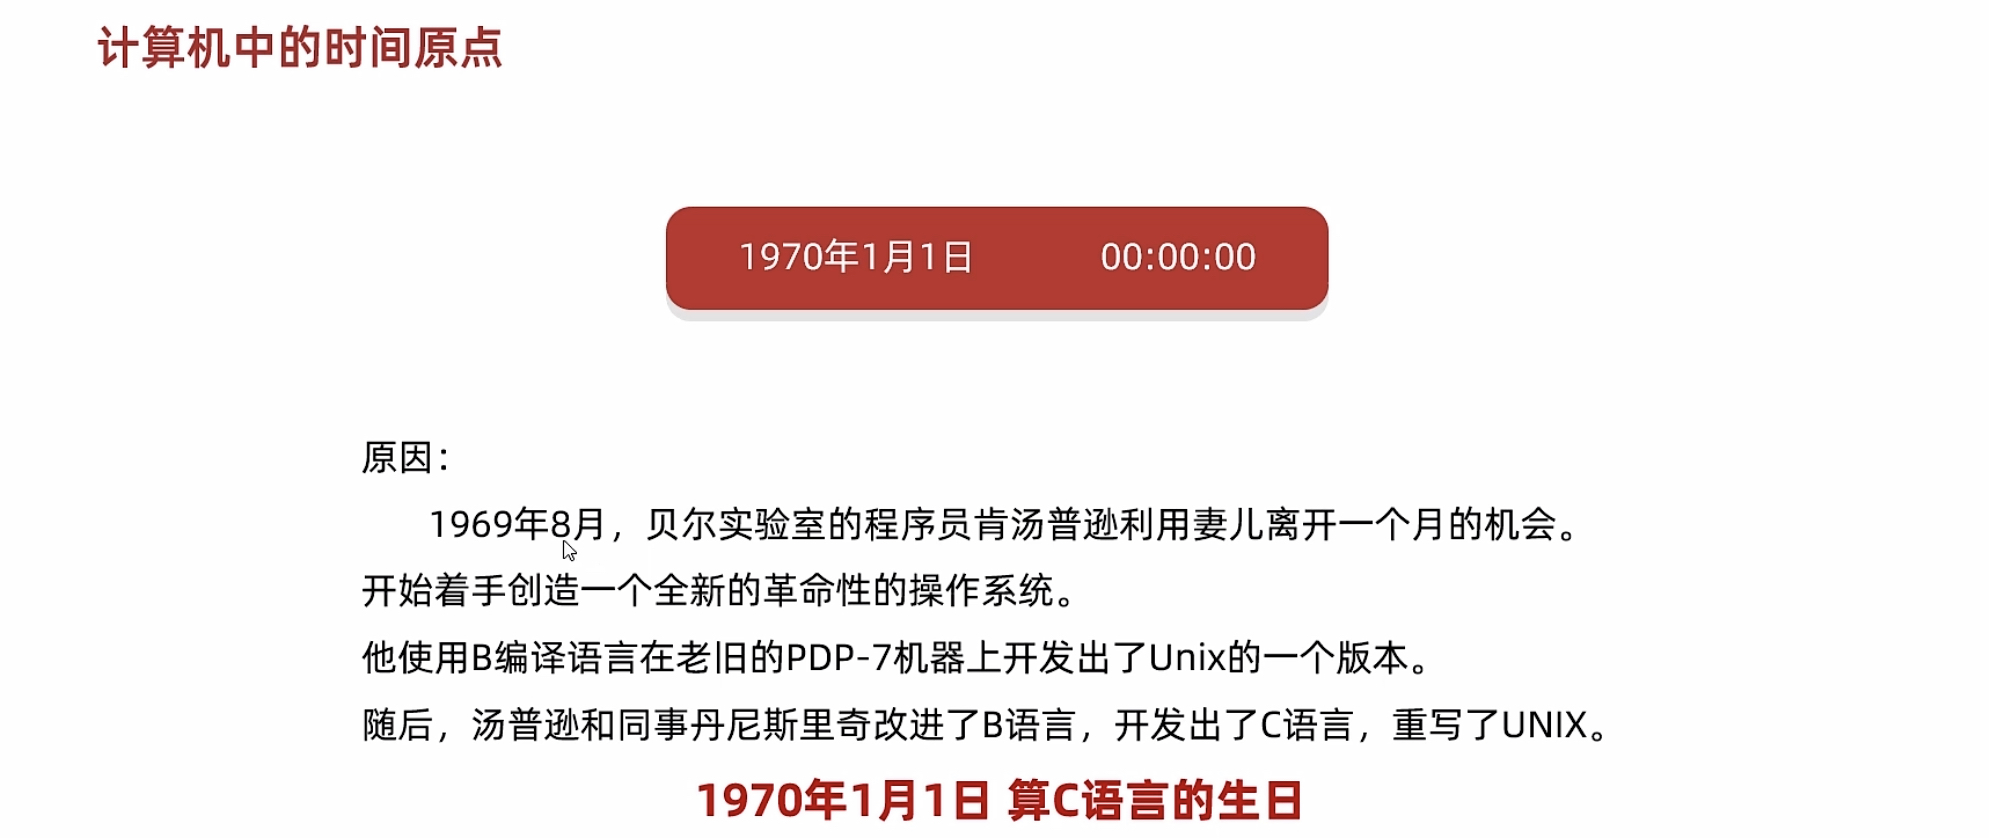 计算机中的时间原点
1970年1月1日 00:00:00
原因：
1969年8月，贝尔实验室的程序员肯汤普逊利用妻儿离开一个月的机会。
开始着手创造一个全新的革命性的操作系统。
他使用B编译语言在老旧的PDP-7机器上开发出了Unix的一个版本。
随后，汤普逊和同事丹尼斯里奇改进了B语言，开发出了C语言，重写了UNIX。
1970年1月1日 算C语言的生日